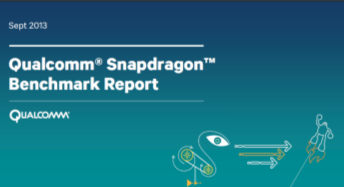 Sept 2013
Qualcomm® Snapdragon™
Benchmark Report
QUALCOMM®